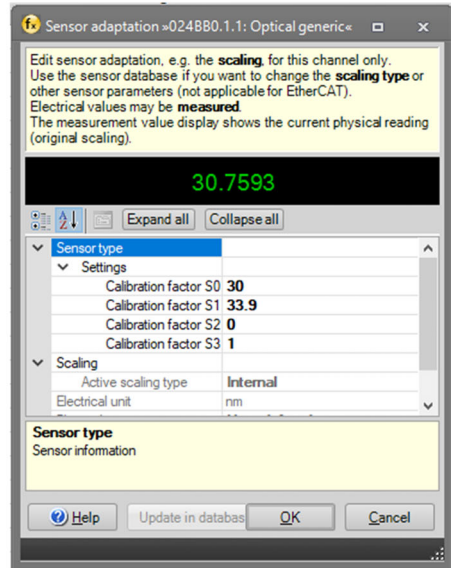 Sensor adaptation »024BB0.1.1: Optical generic«
Edit sensor adaptation, e.g. the scaling, for this channel only.
Use the sensor database if you want to change the scaling type or
other sensor parameters (not applicable for EtherCAT).
Electrical values may be measured.
The measurement value display shows the current physical reading
(original scaling).
30.7593
Expand all Collapse all
Sensor type
Settings
Calibration factor S0 30
Calibration factor S1 33.9
Calibration factor S2 0
Calibration factor S3 1
Scaling
Active scaling type Internal
Electrical unit nm
Sensor type
Sensor information
Help Update in databas OK Cancel